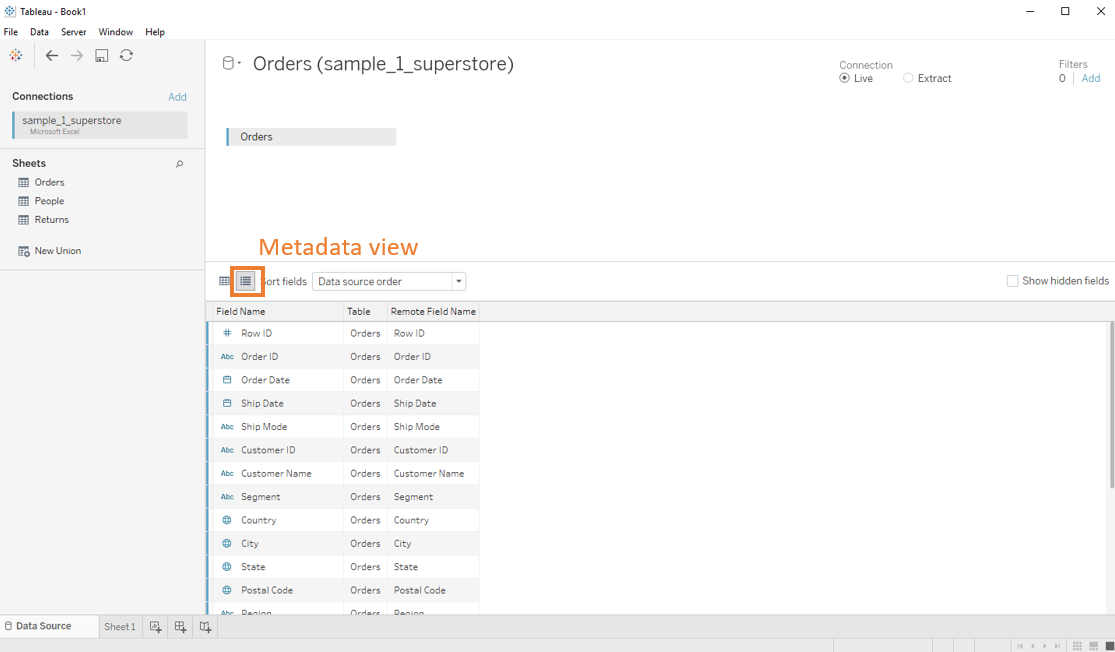 Tableau - Book1
File Data Server Window Help
Connections Add
sample_1_superstore
Microsoft Excel
Sheets
Orders
People
Returns
New Union
Orders (sample_1_superstore)
Connection
Live Extract
Filters
0 Add
Orders
Metadata view
ort fields Data source order Show hidden fields
Field Name Table Remote Field Name
# Row ID Orders Row ID
Abc Order ID Orders Order ID
Order Date Orders Order Date
Ship Date Orders Ship Date
Abc Ship Mode Orders Ship Mode
Abc Customer ID Orders Customer ID
Abc Customer Name Orders Customer Name
Abc Segment Orders Segment
Country Orders Country
City Orders City
State Orders State
Postal Code Orders Postal Code
Abc Region Orders Region
Data Source Sheet 1